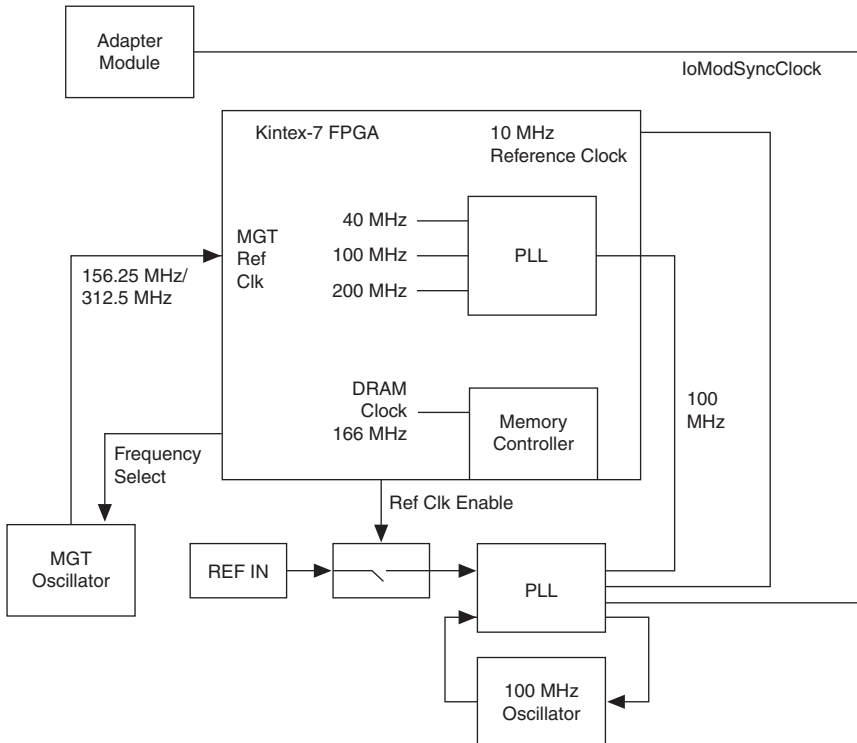 Adapter
Module
IoModSyncClock
Kintex-7 FPGA
10 MHz
Reference Clock
MGT
Ref
Clk
40 MHz
100 MHz
200 MHz
PLL
156.25 MHz/
312.5 MHz
DRAM
Clock
166 MHz
Memory
Controller
100
MHz
Frequency
Select
Ref Clk Enable
MGT
Oscillator
REF IN
PLL
100 MHz
Oscillator